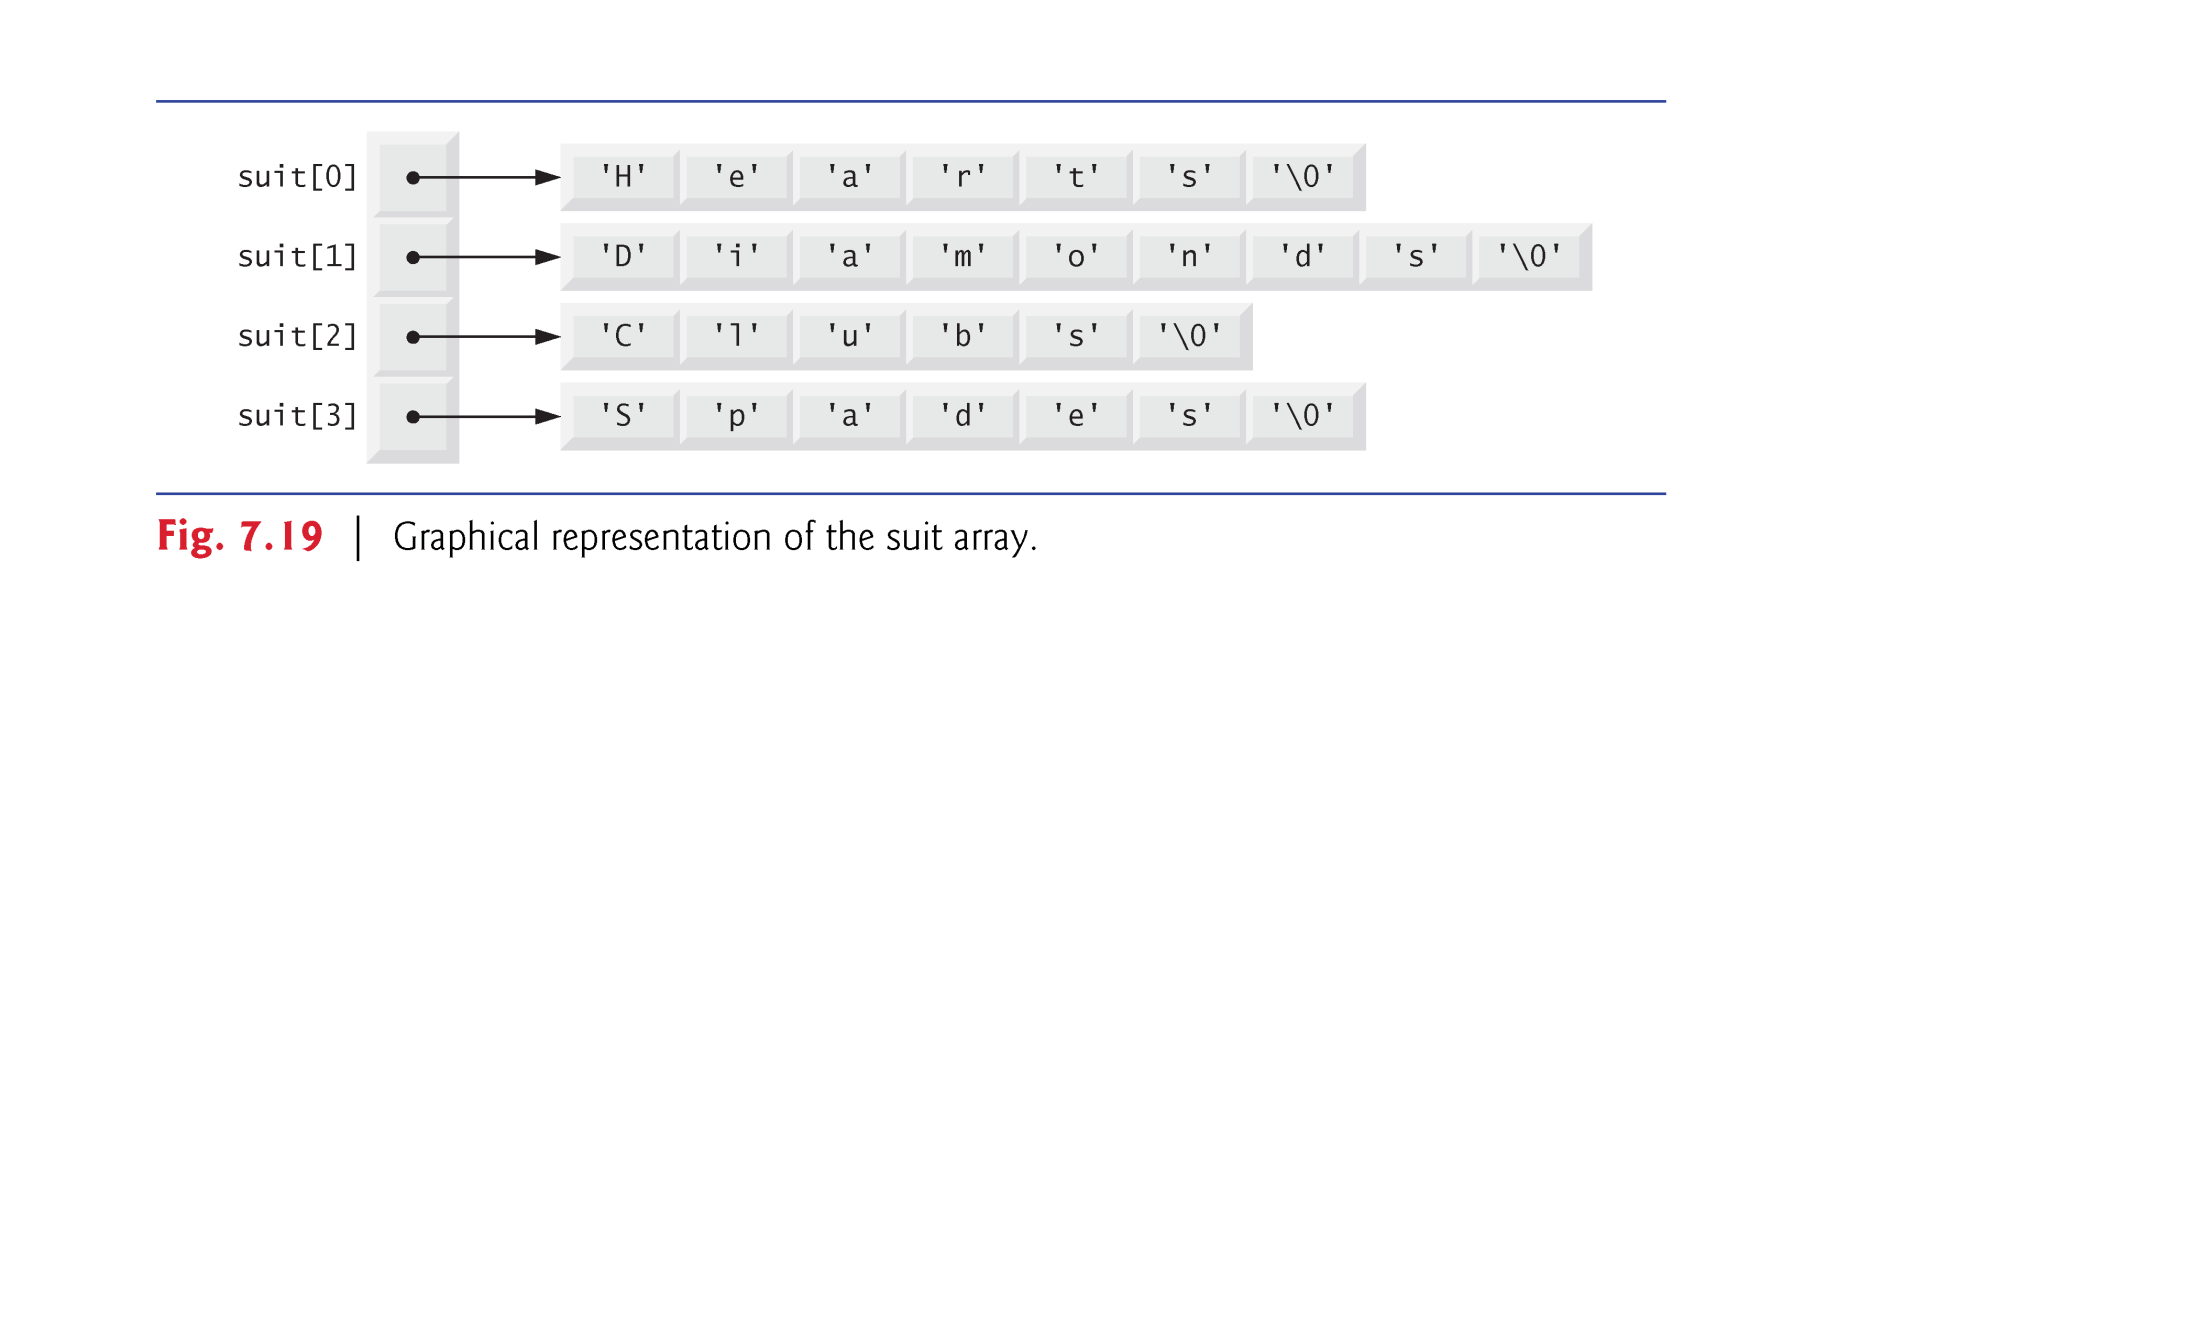 suit[0] 'H' 'e' 'a' 'r' 't' 's' '\0'
suit[1] 'D' 'i' 'a' 'm' 'o' 'n' 'd' 's' '\0'
suit[2] 'C' 'l' 'u' 'b' 's' '\0'
suit[3] 'S' 'p' 'a' 'd' 'e' 's' '\0'
Fig. 7.19 | Graphical representation of the suit array.